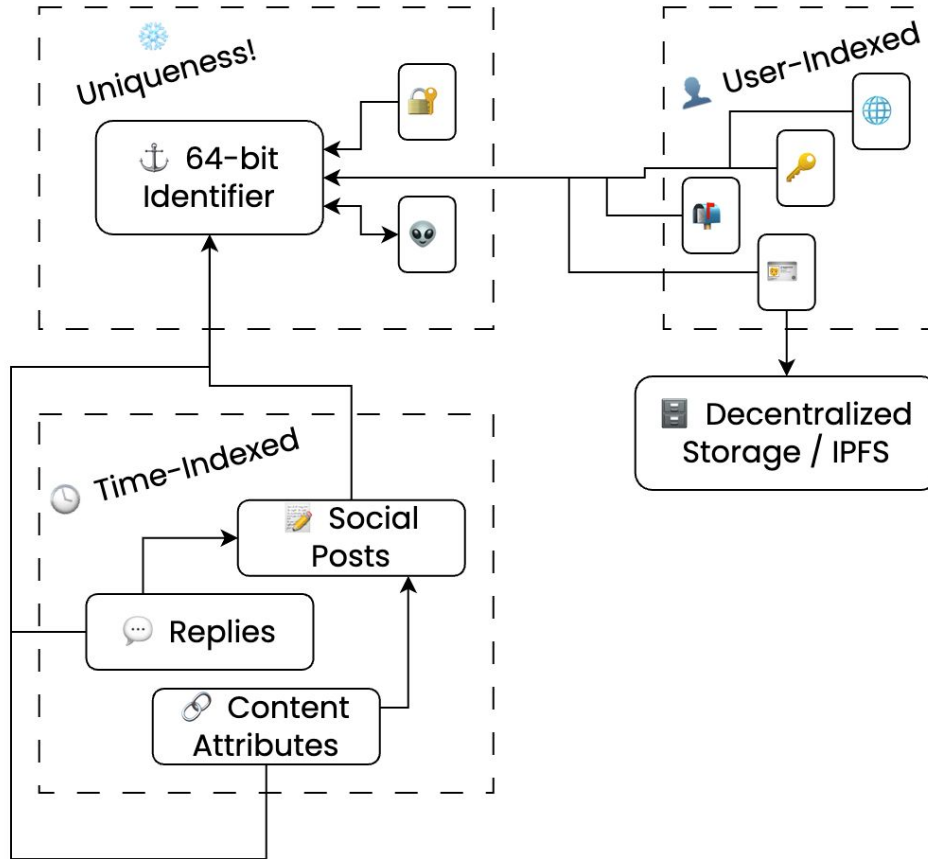 Uniqueness!
64-bit
Identifier
User-Indexed
Decentralized
Storage / IPFS
Time-Indexed
Social
Posts
Replies
Content
Attributes